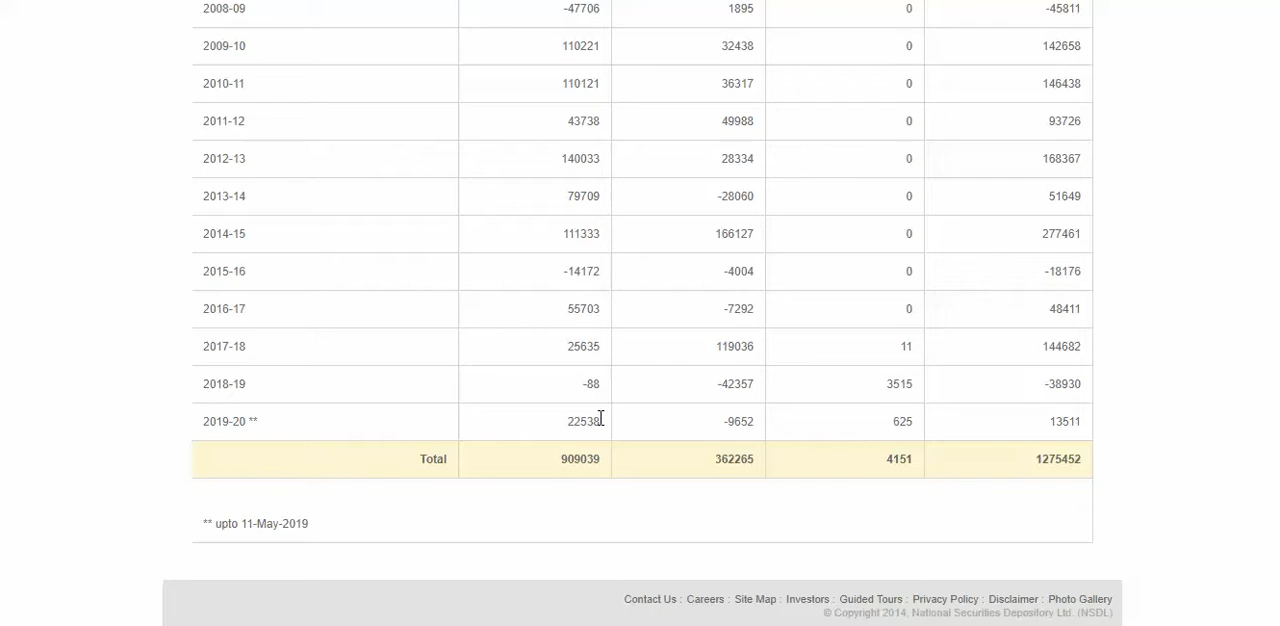 2008-09 -47706 1895 0 -45811
2009-10 110221 32438 0 142658
2010-11 110121 36317 0 146438
2011-12 43738 49988 0 93726
2012-13 140033 28334 0 168367
2013-14 79709 -28060 0 51649
2014-15 111333 166127 0 277461
2015-16 -14172 -4004 0 -18176
2016-17 55703 -7292 0 48411
2017-18 25635 119036 11 144682
2018-19 -88 -42357 3515 -38930
2019-20 ** 22538 -9652 625 13511
Total 909039 362265 4151 1275452
** upto 11-May-2019
Contact Us : Careers : Site Map : Investors : Guided Tours : Privacy Policy : Disclaimer : Photo Gallery
© Copyright 2014, National Securities Depository Ltd. (NSDL)